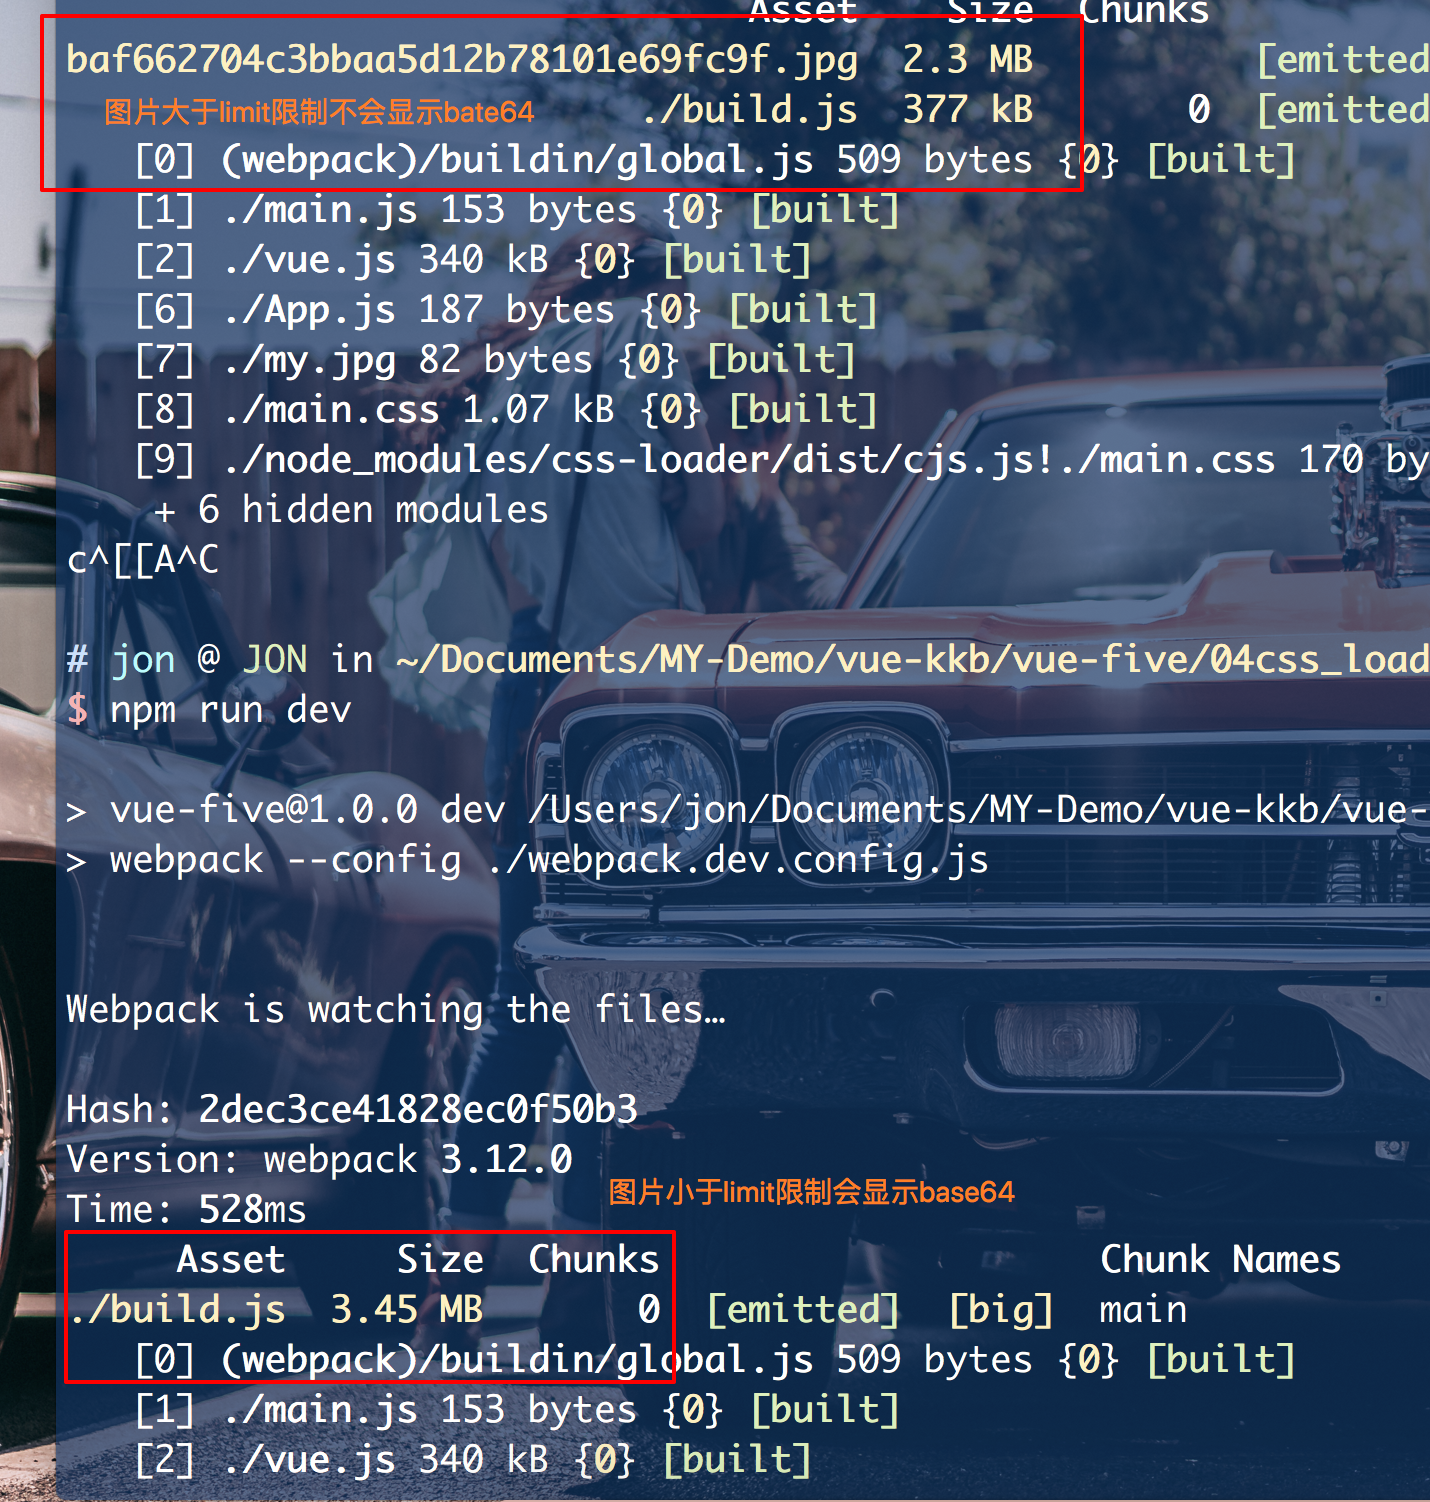 Asset Size Chunks
baf662704c3bbaa5d12b78101e69fc9f.jpg 2.3 MB [emitted
图片大于limit限制不会显示bate64 ./build.js 377 kB 0 [emitted
[0] (webpack)/buildin/global.js 509 bytes {0} [built]
[1] ./main.js 153 bytes {0} [built]
[2] ./vue.js 340 kB {0} [built]
[6] ./App.js 187 bytes {0} [built]
[7] ./my.jpg 82 bytes {0} [built]
[8] ./main.css 1.07 kB {0} [built]
[9] ./node_modules/css-loader/dist/cjs.js!./main.css 170 by
+ 6 hidden modules
c^[[A^C
# jon @ JON in ~/Documents/MY-Demo/vue-kkb/vue-five/04css_load
$ npm run dev
> vue-five@1.0.0 dev /Users/jon/Documents/MY-Demo/vue-kkb/vue-
> webpack --config ./webpack.dev.config.js
Webpack is watching the files…
Hash: 2dec3ce41828ec0f50b3
Version: webpack 3.12.0
图片小于limit限制会显示base64
Time: 528ms
Asset Size Chunks Chunk Names
./build.js 3.45 MB 0 [emitted] [big] main
[0] (webpack)/buildin/global.js 509 bytes {0} [built]
[1] ./main.js 153 bytes {0} [built]
[2] ./vue.js 340 kB {0} [built]